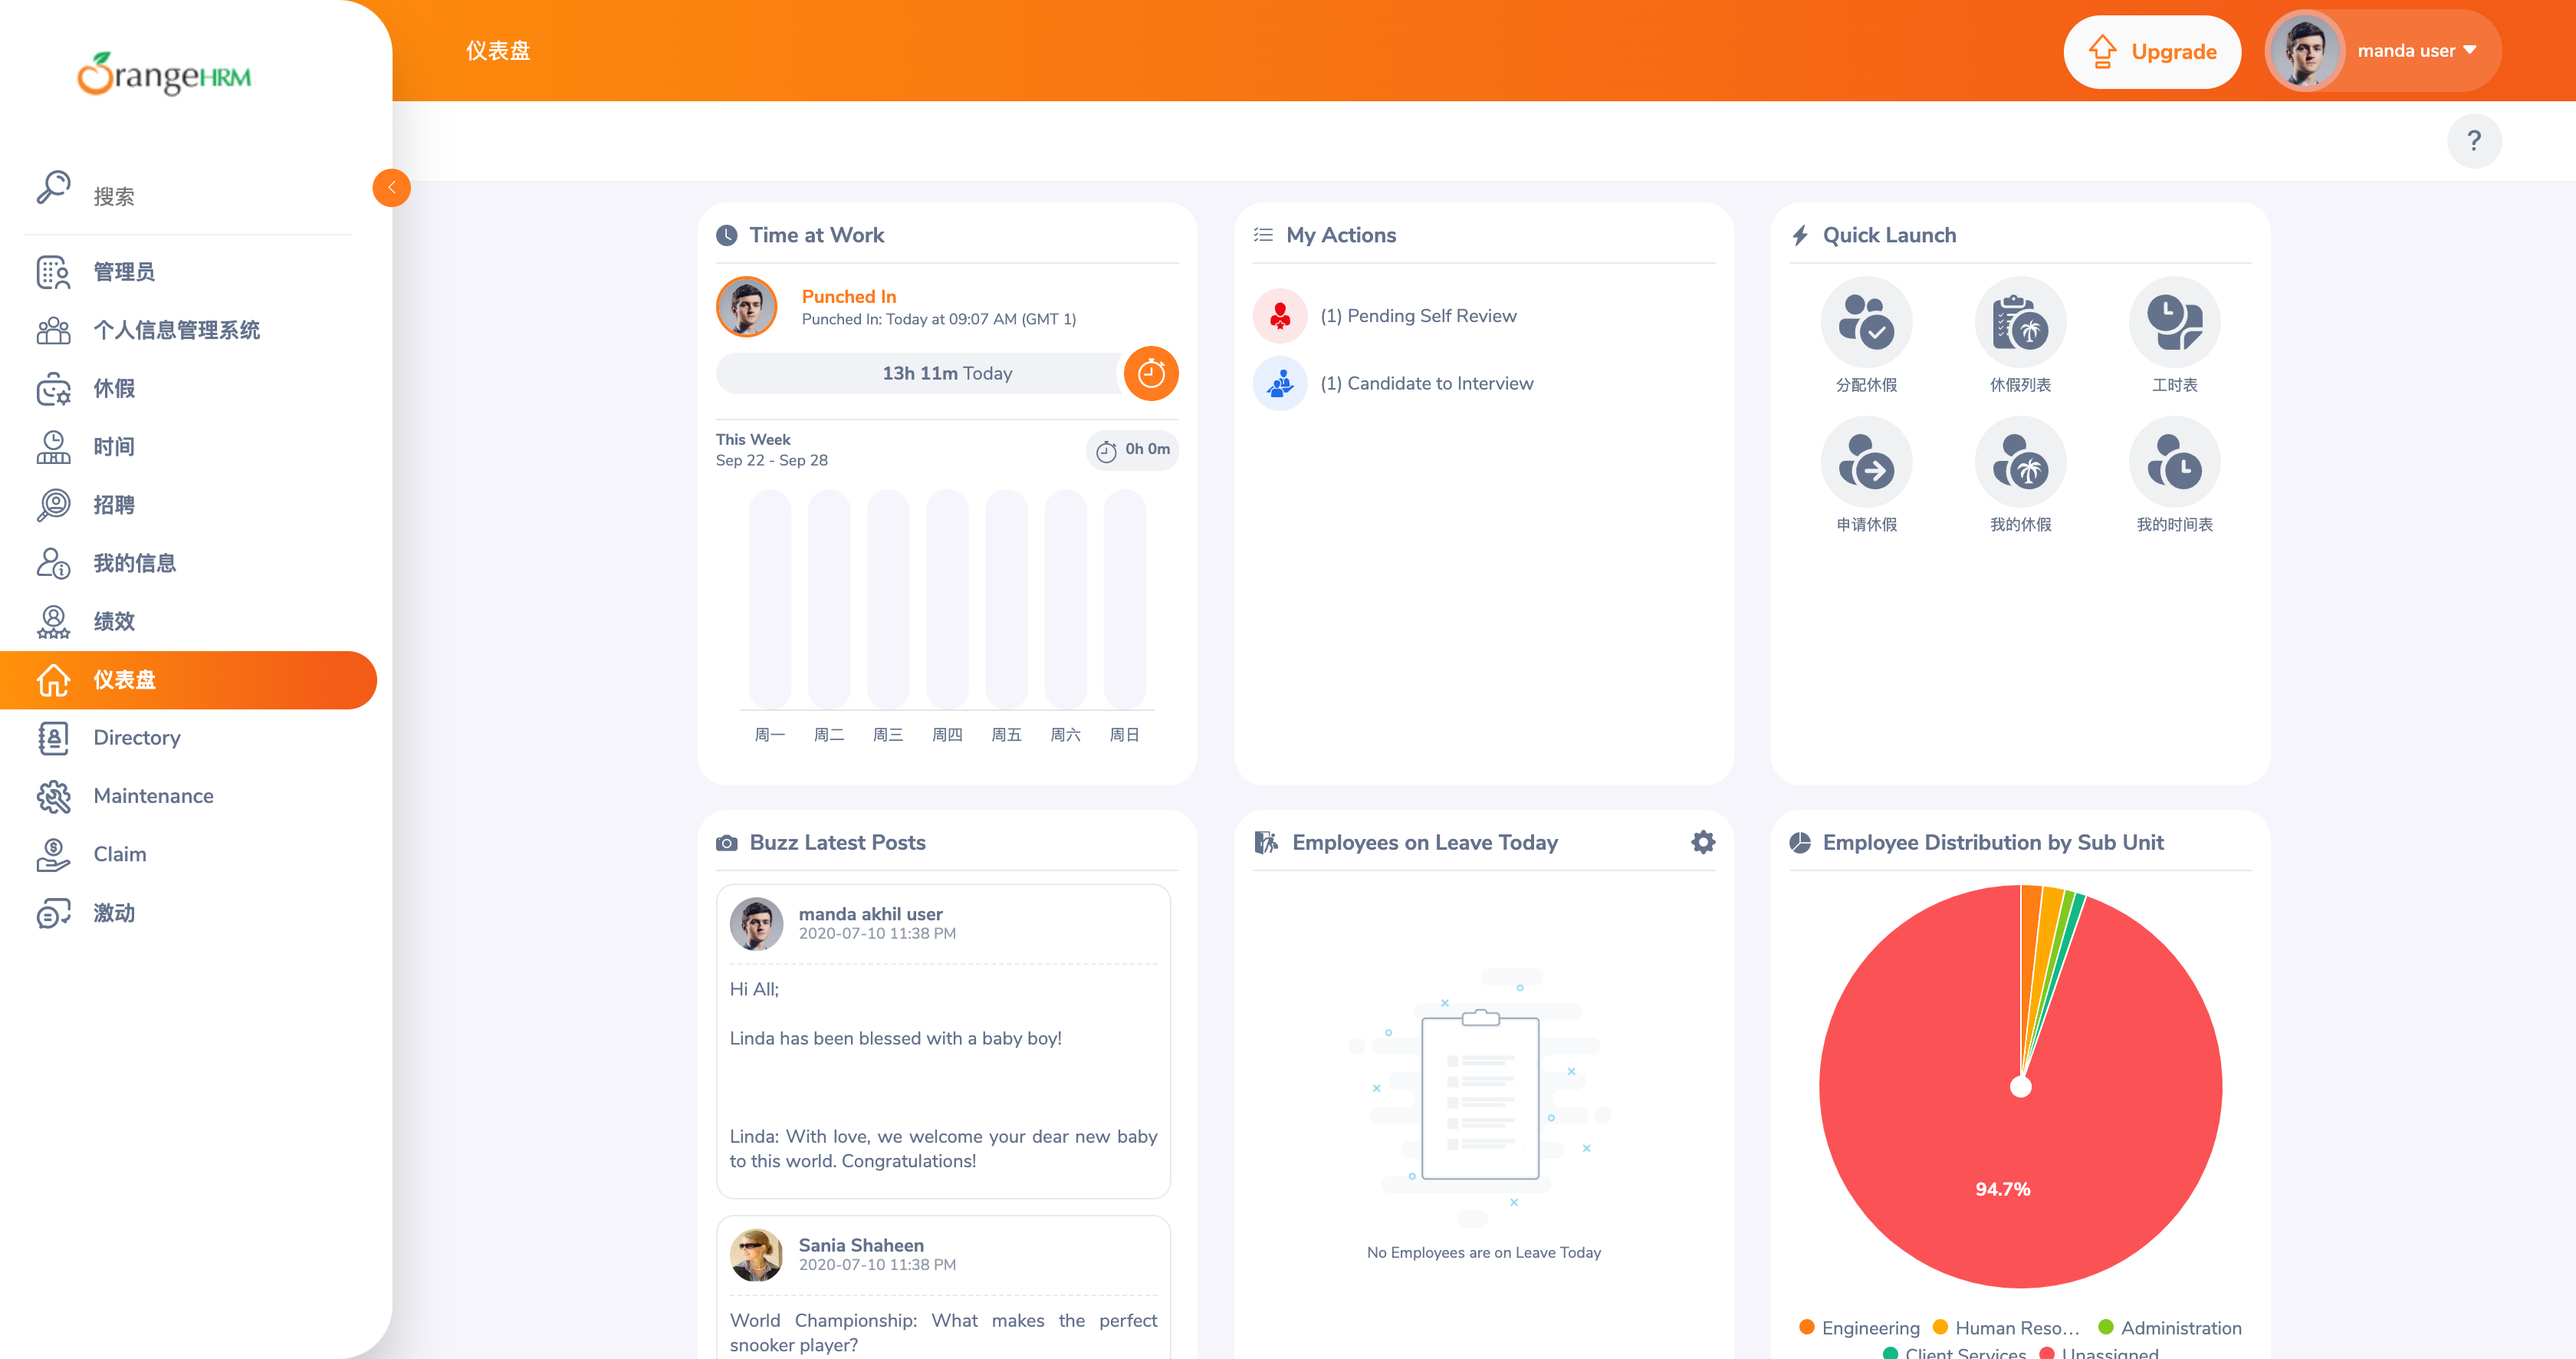 OrangeHRM
搜索
管理员
个人信息管理系统
休假
时间
招聘
我的信息
绩效
仪表盘
Directory
Maintenance
Claim
激动
仪表盘
Upgrade
manda user
?
Time at Work
Punched In
Punched In: Today at 09:07 AM (GMT 1)
13h 11m Today
This Week
Sep 22 - Sep 28
0h 0m
周一 周二 周三 周四 周五 周六 周日
My Actions
(1) Pending Self Review
(1) Candidate to Interview
Quick Launch
分配休假 休假列表 工时表
申请休假 我的休假 我的时间表
Buzz Latest Posts
manda akhil user
2020-07-10 11:38 PM
Hi All;
Linda has been blessed with a baby boy!
Linda: With love, we welcome your dear new baby
to this world. Congratulations!
Sania Shaheen
2020-07-10 11:38 PM
World Championship: What makes the perfect
snooker player?
Employees on Leave Today
No Employees are on Leave Today
Employee Distribution by Sub Unit
94.7%
Engineering Human Reso... Administration
Client Services Unassigned